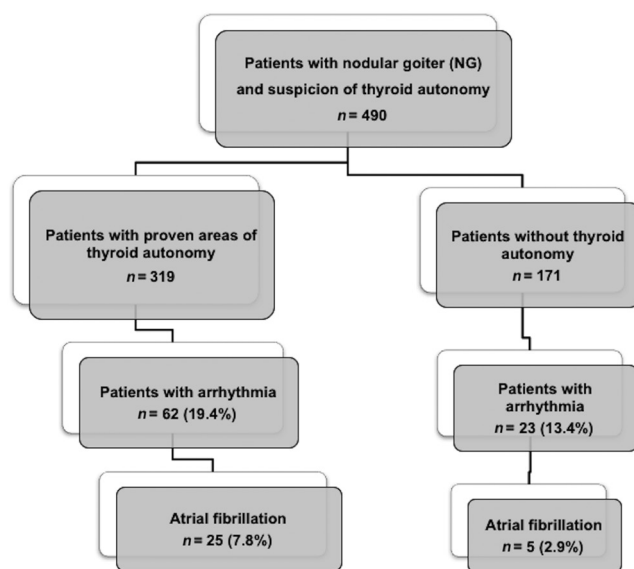 Patients with nodular goiter (NG)
and suspicion of thyroid autonomy
n = 490
Patients with proven areas of
thyroid autonomy
n = 319
Patients without thyroid
autonomy
n = 171
Patients with arrhythmia
n = 62 (19.4%)
Patients with
arrhythmia
n = 23 (13.4%)
Atrial fibrillation
n = 25 (7.8%)
Atrial fibrillation
n = 5 (2.9%)